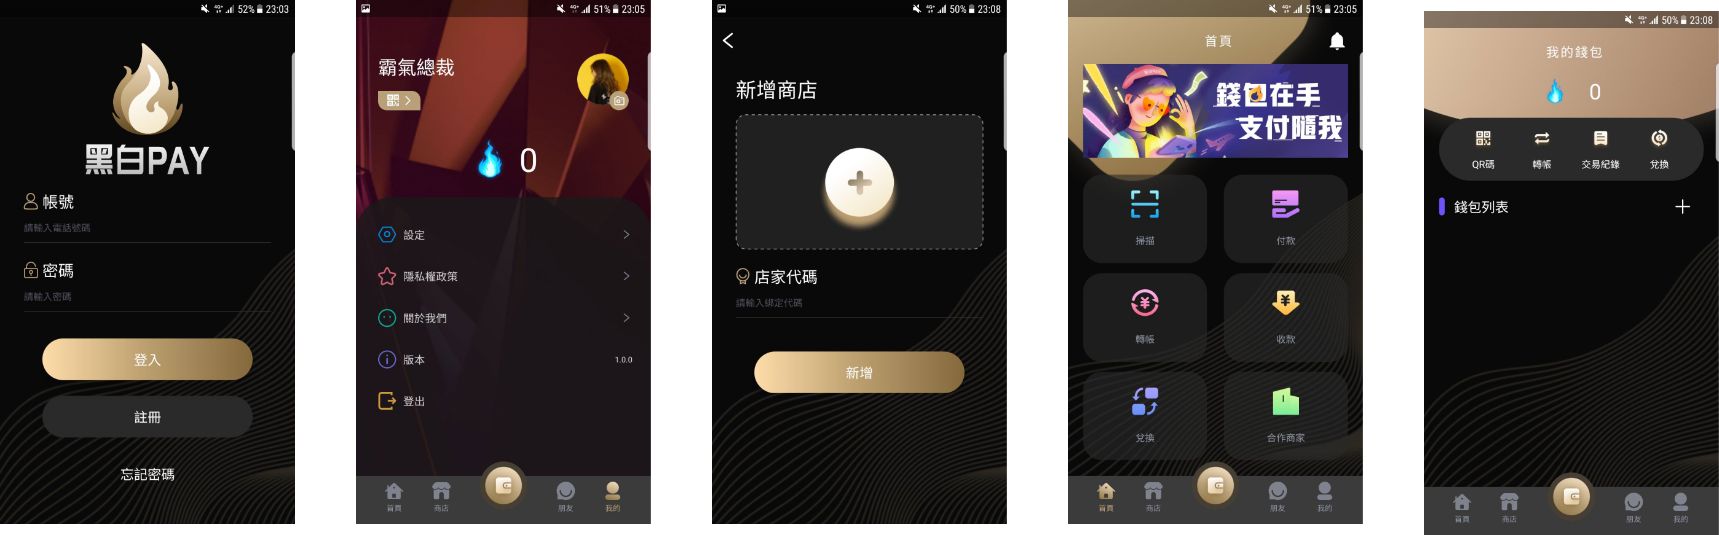 52% 23:03
黑白PAY
帳號
請輸入電話號碼
密碼
請輸入密碼
登入
註冊
忘記密碼
51% 23:05
霸氣總裁
0
設定
隱私權政策
關於我們
版本 1.0.0
登出
首頁 商店 朋友 我的
50% 23:08
新增商店
店家代碼
請輸入綁定代碼
新增
51% 23:05
首頁
錢包在手
支付隨我
掃描 付款
轉帳 收款
兌換 合作商家
首頁 商店 朋友 我的
50% 23:08
我的錢包
0
QR碼 轉帳 交易紀錄 兌換
錢包列表
首頁 商店 朋友 我的